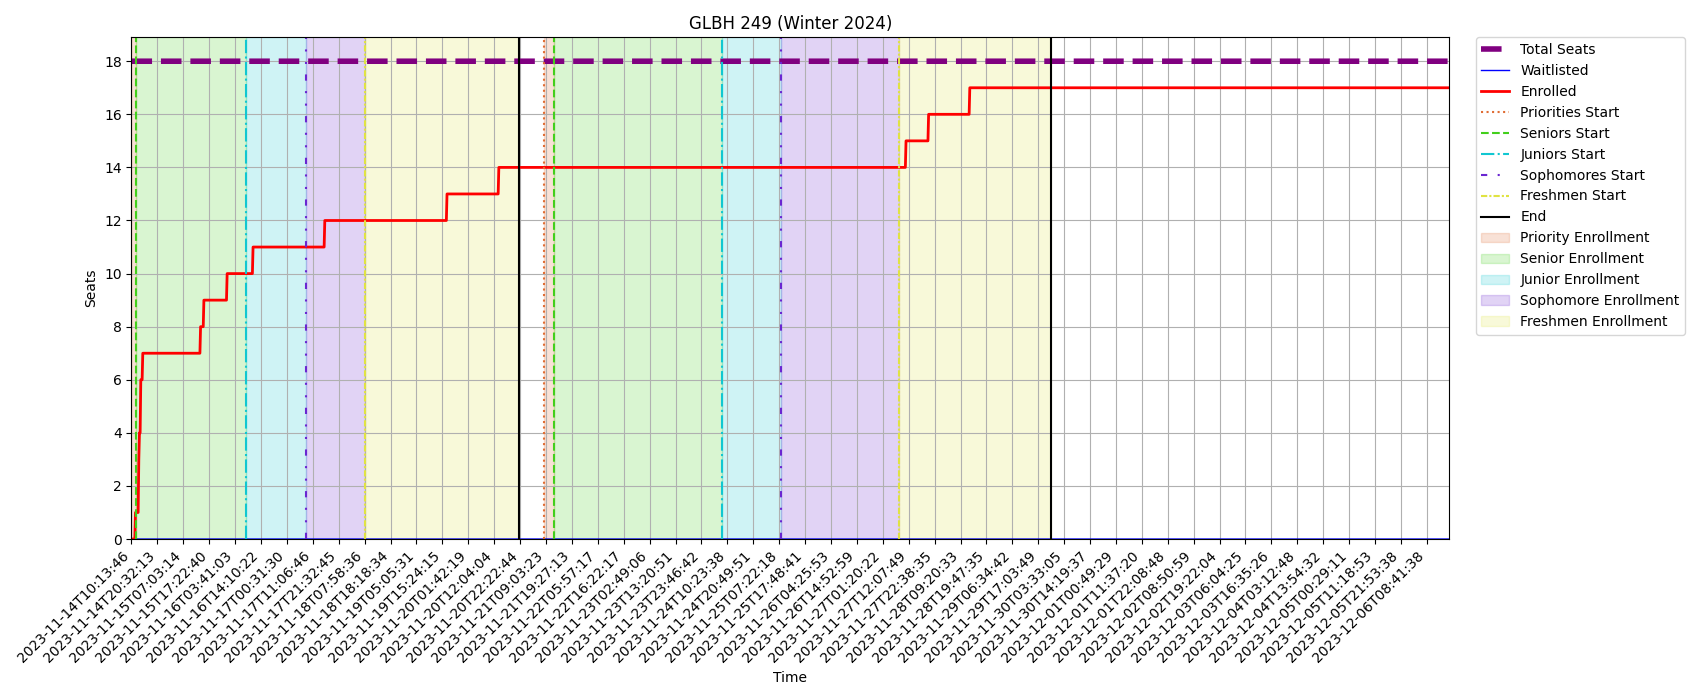 GLBH 249 (Winter 2024)
Seats
18
16
14
12
10
8
6
4
2
0
2023-11-14T10:13:46
2023-11-14T20:32:13
2023-11-15T07:03:14
2023-11-15T17:22:40
2023-11-16T03:41:03
2023-11-16T14:10:22
2023-11-17T00:31:30
2023-11-17T11:06:46
2023-11-17T21:32:45
2023-11-18T07:58:36
2023-11-18T18:18:34
2023-11-19T05:05:31
2023-11-19T15:24:15
2023-11-20T01:42:19
2023-11-20T12:04:04
2023-11-20T22:22:44
2023-11-21T09:03:23
2023-11-21T19:27:13
2023-11-22T05:57:17
2023-11-22T16:22:17
2023-11-23T02:49:06
2023-11-23T13:20:51
2023-11-23T23:46:42
2023-11-24T10:23:38
2023-11-24T20:49:51
2023-11-25T07:22:18
2023-11-25T17:48:41
2023-11-26T04:25:53
2023-11-26T14:52:59
2023-11-27T01:20:22
2023-11-27T12:07:49
2023-11-27T22:38:35
2023-11-28T09:20:33
2023-11-28T19:47:35
2023-11-29T06:34:42
2023-11-29T17:03:49
2023-11-30T03:33:05
2023-11-30T14:19:37
2023-12-01T00:49:29
2023-12-01T11:37:20
2023-12-01T22:08:48
2023-12-02T08:50:59
2023-12-02T19:22:04
2023-12-03T06:04:25
2023-12-03T16:35:26
2023-12-04T03:12:48
2023-12-04T13:54:32
2023-12-05T00:29:11
2023-12-05T11:18:53
2023-12-05T21:53:38
2023-12-06T08:41:38
Time
Total Seats
Waitlisted
Enrolled
Priorities Start
Seniors Start
Juniors Start
Sophomores Start
Freshmen Start
End
Priority Enrollment
Senior Enrollment
Junior Enrollment
Sophomore Enrollment
Freshmen Enrollment